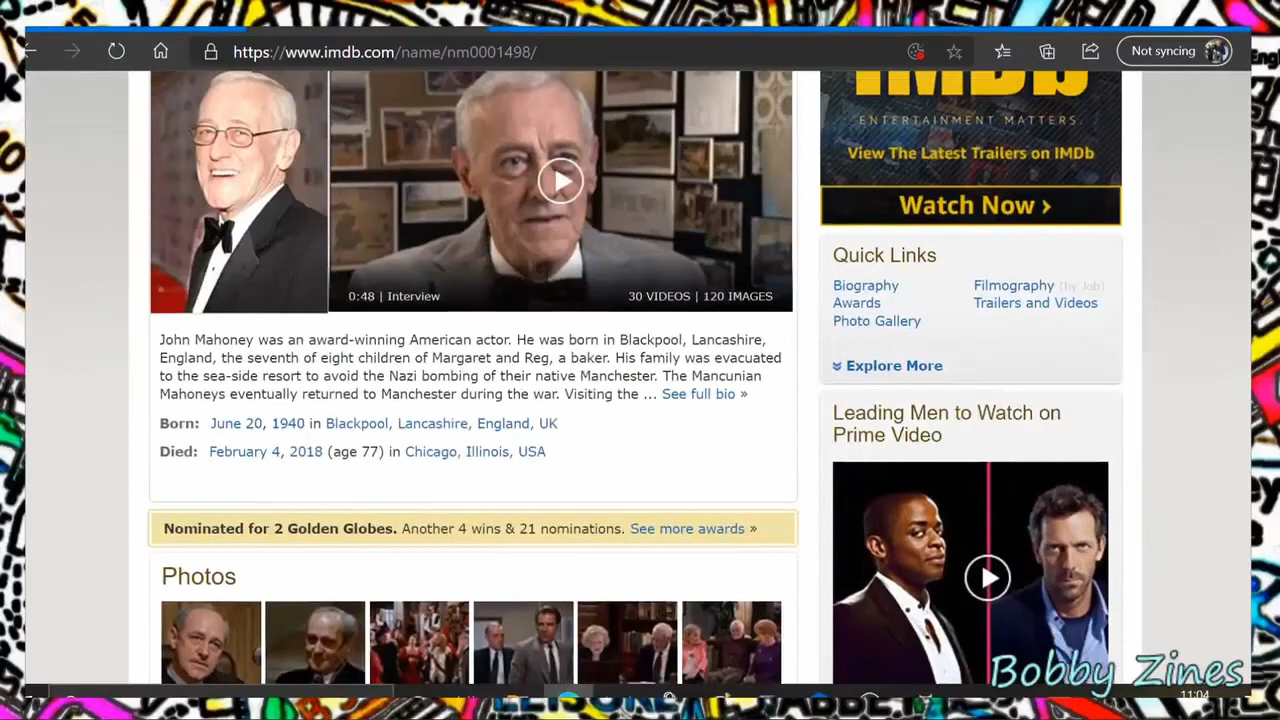 https://www.imdb.com/name/nm0001498/
Not syncing
IMDb
ENTERTAINMENT MATTERS.
View The Latest Trailers on IMDb
Watch Now ›
0:48 | Interview
30 VIDEOS | 120 IMAGES
John Mahoney was an award-winning American actor. He was born in Blackpool, Lancashire,
England, the seventh of eight children of Margaret and Reg, a baker. His family was evacuated
to the sea-side resort to avoid the Nazi bombing of their native Manchester. The Mancunian
Mahoneys eventually returned to Manchester during the war. Visiting the ... See full bio »
Born: June 20, 1940 in Blackpool, Lancashire, England, UK
Died: February 4, 2018 (age 77) in Chicago, Illinois, USA
Nominated for 2 Golden Globes. Another 4 wins & 21 nominations. See more awards »
Photos
Quick Links
Biography
Filmography (by Job)
Awards
Trailers and Videos
Photo Gallery
Explore More
Leading Men to Watch on
Prime Video
Bobby Zines
11:04